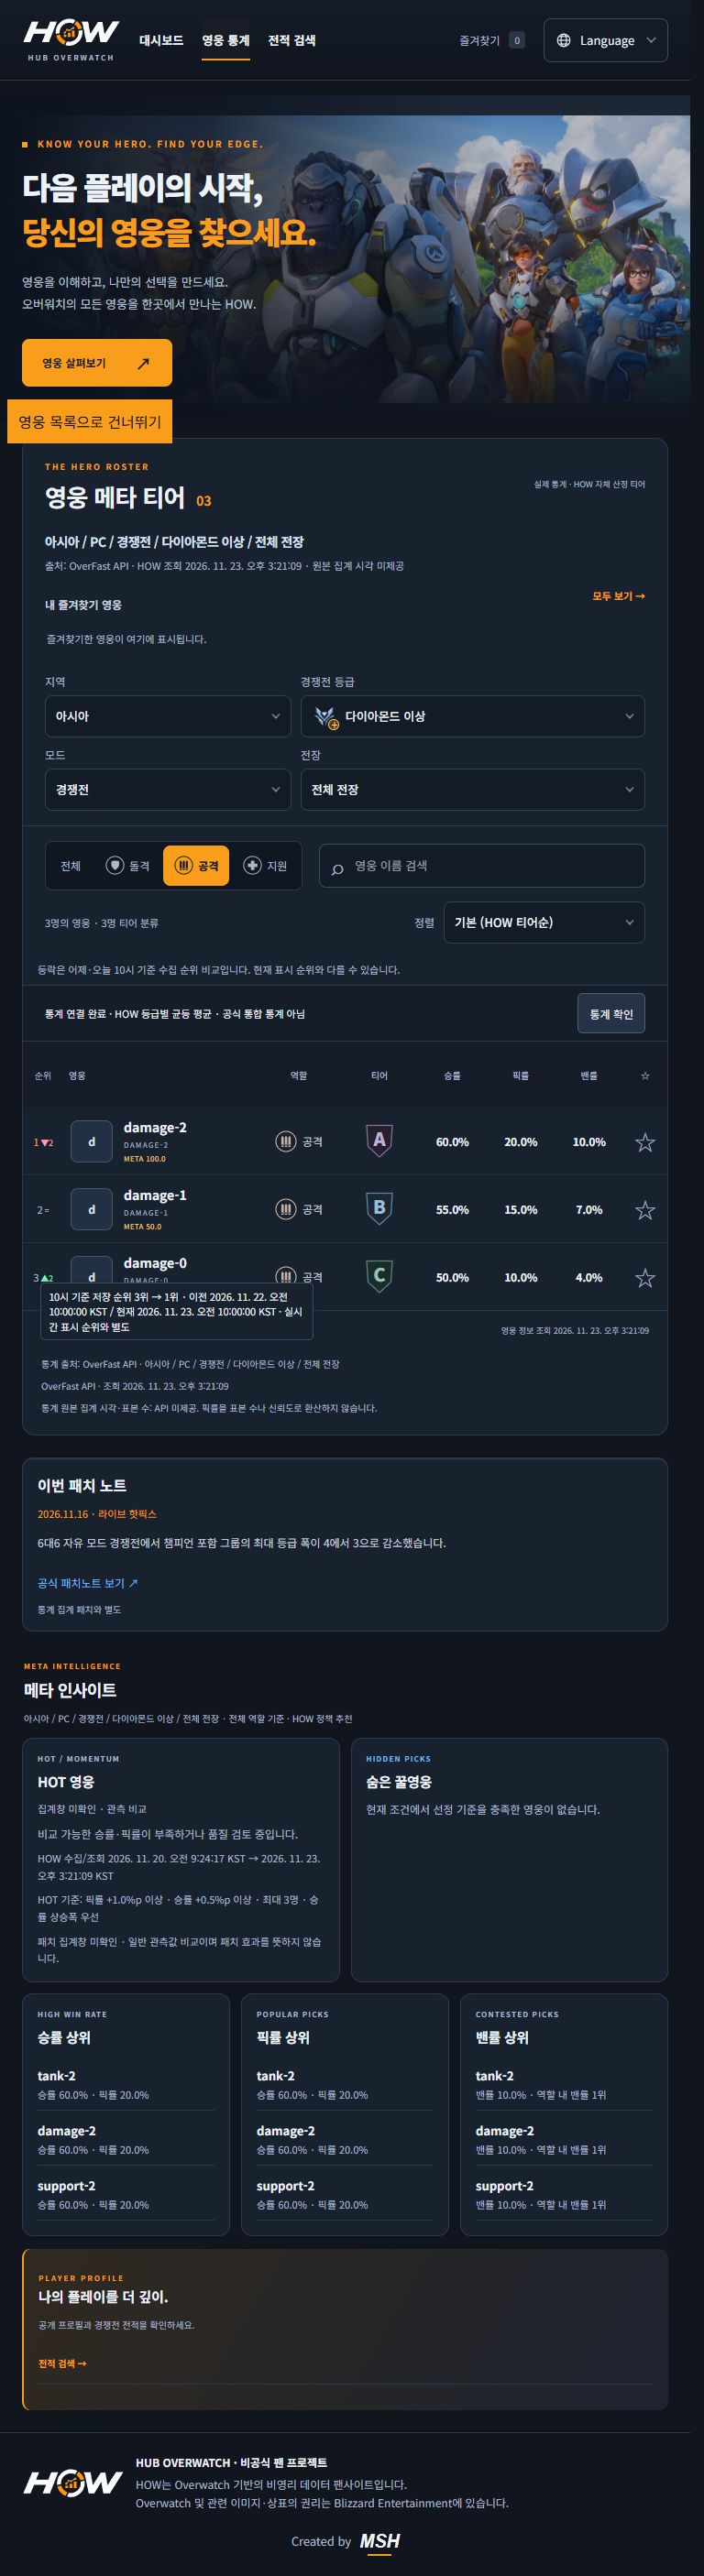 HOW
HUB OVERWATCH
대시보드
영웅 통계
전적 검색
즐겨찾기 0
Language
KNOW YOUR HERO. FIND YOUR EDGE.
다음 플레이의 시작,
당신의 영웅을 찾으세요.
영웅을 이해하고, 나만의 선택을 만드세요.
오버워치의 모든 영웅을 한곳에서 만나는 HOW.
영웅 살펴보기 ↗
영웅 목록으로 건너뛰기
THE HERO ROSTER
영웅 메타 티어 03
실제 통계 · HOW 자체 산정 티어
아시아 / PC / 경쟁전 / 다이아몬드 이상 / 전체 전장
출처: OverFast API · HOW 조회 2026. 11. 23. 오후 3:21:09 · 원본 집계 시각 미제공
내 즐겨찾기 영웅
모두 보기 →
즐겨찾기한 영웅이 여기에 표시됩니다.
지역
경쟁전 등급
아시아
다이아몬드 이상
모드
전장
경쟁전
전체 전장
전체
돌격
공격
지원
영웅 이름 검색
3명의 영웅 · 3명 티어 분류
정렬
기본 (HOW 티어순)
등락은 어제·오늘 10시 기준 수집 순위 비교입니다. 현재 표시 순위와 다를 수 있습니다.
통계 연결 완료 · HOW 등급별 균등 평균 · 공식 통합 통계 아님
통계 확인
순위 영웅 역할 티어 승률 픽률 밴률 ☆
1 ▼2 d damage-2 공격 A 60.0% 20.0% 10.0% ☆
DAMAGE-2
META 100.0
2 = d damage-1 공격 B 55.0% 15.0% 7.0% ☆
DAMAGE-1
META 50.0
3 ▲2 d damage-0 공격 C 50.0% 10.0% 4.0% ☆
DAMAGE-0
10시 기준 저장 순위 3위 → 1위 · 이전 2026. 11. 22. 오전
10:00:00 KST / 현재 2026. 11. 23. 오전 10:00:00 KST · 실시
간 표시 순위와 별도
영웅 정보 조회 2026. 11. 23. 오후 3:21:09
통계 출처: OverFast API · 아시아 / PC / 경쟁전 / 다이아몬드 이상 / 전체 전장
OverFast API · 조회 2026. 11. 23. 오후 3:21:09
통계 원본 집계 시각·표본 수: API 미제공. 픽률을 표본 수나 신뢰도로 환산하지 않습니다.
이번 패치 노트
2026.11.16 · 라이브 핫픽스
6대6 자유 모드 경쟁전에서 챔피언 포함 그룹의 최대 등급 폭이 4에서 3으로 감소했습니다.
공식 패치노트 보기 ↗
통계 집계 패치와 별도
META INTELLIGENCE
메타 인사이트
아시아 / PC / 경쟁전 / 다이아몬드 이상 / 전체 전장 · 전체 역할 기준 · HOW 정책 추천
HOT / MOMENTUM
HOT 영웅
집계창 미확인 · 관측 비교
비교 가능한 승률·픽률이 부족하거나 품질 검토 중입니다.
HOW 수집/조회 2026. 11. 20. 오전 9:24:17 KST → 2026. 11. 23.
오후 3:21:09 KST
HOT 기준: 픽률 +1.0%p 이상 · 승률 +0.5%p 이상 · 최대 3명 · 승
률 상승폭 우선
패치 집계창 미확인 · 일반 관측값 비교이며 패치 효과를 뜻하지 않습
니다.
HIDDEN PICKS
숨은 꿀영웅
현재 조건에서 선정 기준을 충족한 영웅이 없습니다.
HIGH WIN RATE
승률 상위
tank-2
승률 60.0% · 픽률 20.0%
damage-2
승률 60.0% · 픽률 20.0%
support-2
승률 60.0% · 픽률 20.0%
POPULAR PICKS
픽률 상위
tank-2
승률 60.0% · 픽률 20.0%
damage-2
승률 60.0% · 픽률 20.0%
support-2
승률 60.0% · 픽률 20.0%
CONTESTED PICKS
밴률 상위
tank-2
밴률 10.0% · 역할 내 밴률 1위
damage-2
밴률 10.0% · 역할 내 밴률 1위
support-2
밴률 10.0% · 역할 내 밴률 1위
PLAYER PROFILE
나의 플레이를 더 깊이.
공개 프로필과 경쟁전 전적을 확인하세요.
전적 검색 →
HOW
HUB OVERWATCH · 비공식 팬 프로젝트
HOW는 Overwatch 기반의 비영리 데이터 팬사이트입니다.
Overwatch 및 관련 이미지·상표의 권리는 Blizzard Entertainment에 있습니다.
Created by MSH